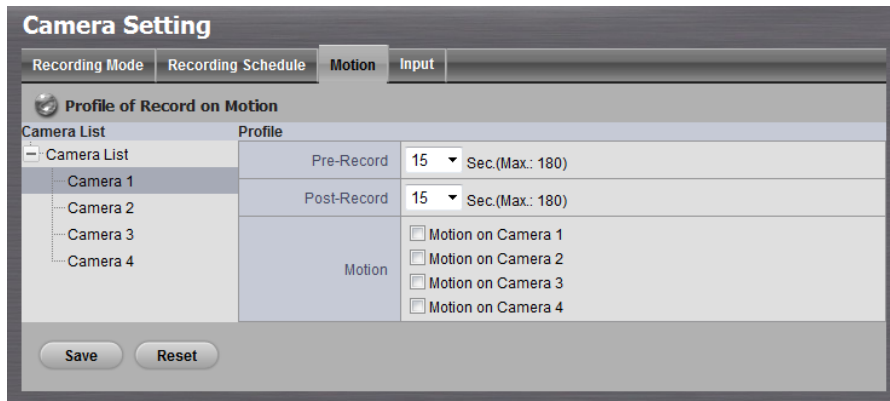 Camera Setting
Recording Mode Recording Schedule Motion Input
Profile of Record on Motion
Camera List Profile
Camera List
Camera 1
Camera 2
Camera 3
Camera 4
Pre-Record 15 Sec.(Max.: 180)
Post-Record 15 Sec.(Max.: 180)
Motion
Motion on Camera 1
Motion on Camera 2
Motion on Camera 3
Motion on Camera 4
Save Reset